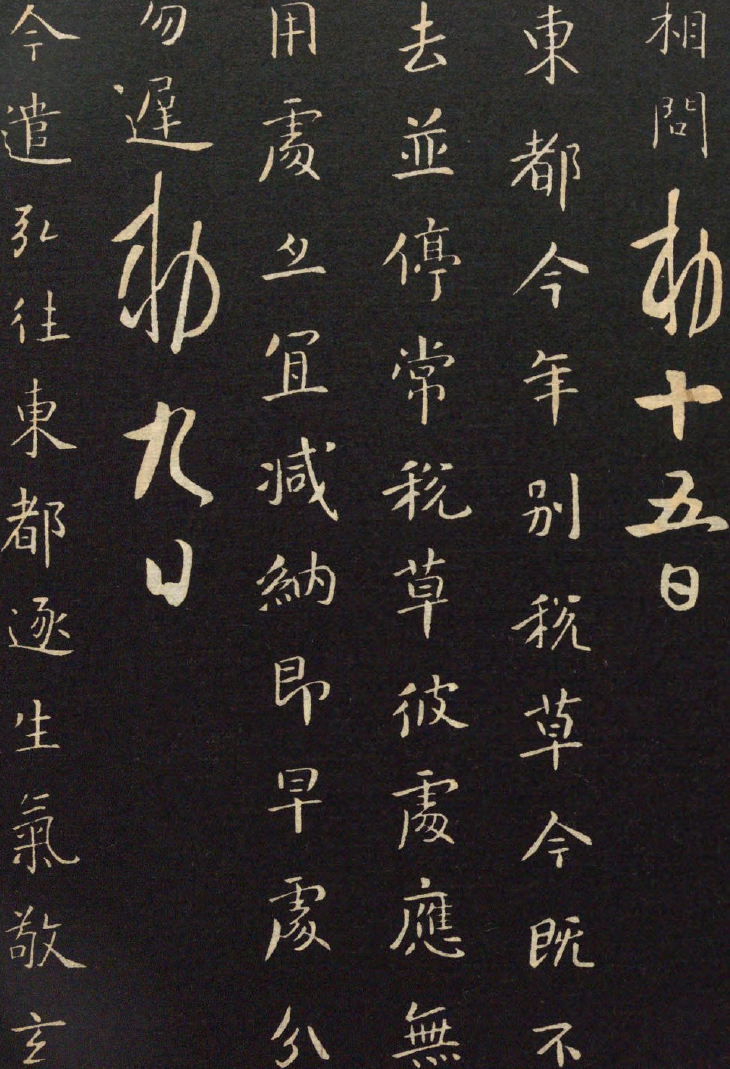 相問勅十五日
東都今年別稅草今既不
去並停常稅草彼處應無
用處亦宜減納即早處分
勿遲勅九日
今遣弘往東都逐生氣敬玄